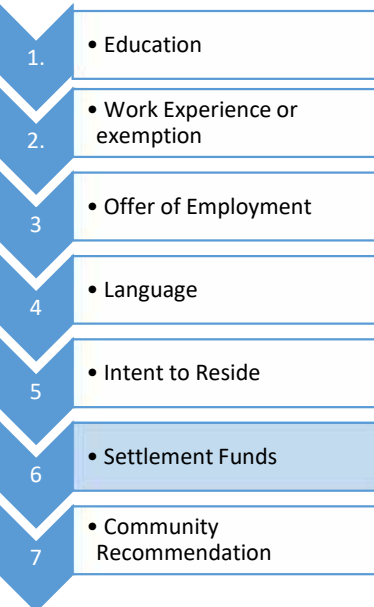 1.
• Education
2.
• Work Experience or
exemption
3
• Offer of Employment
4
• Language
5
• Intent to Reside
6
• Settlement Funds
7
• Community
Recommendation